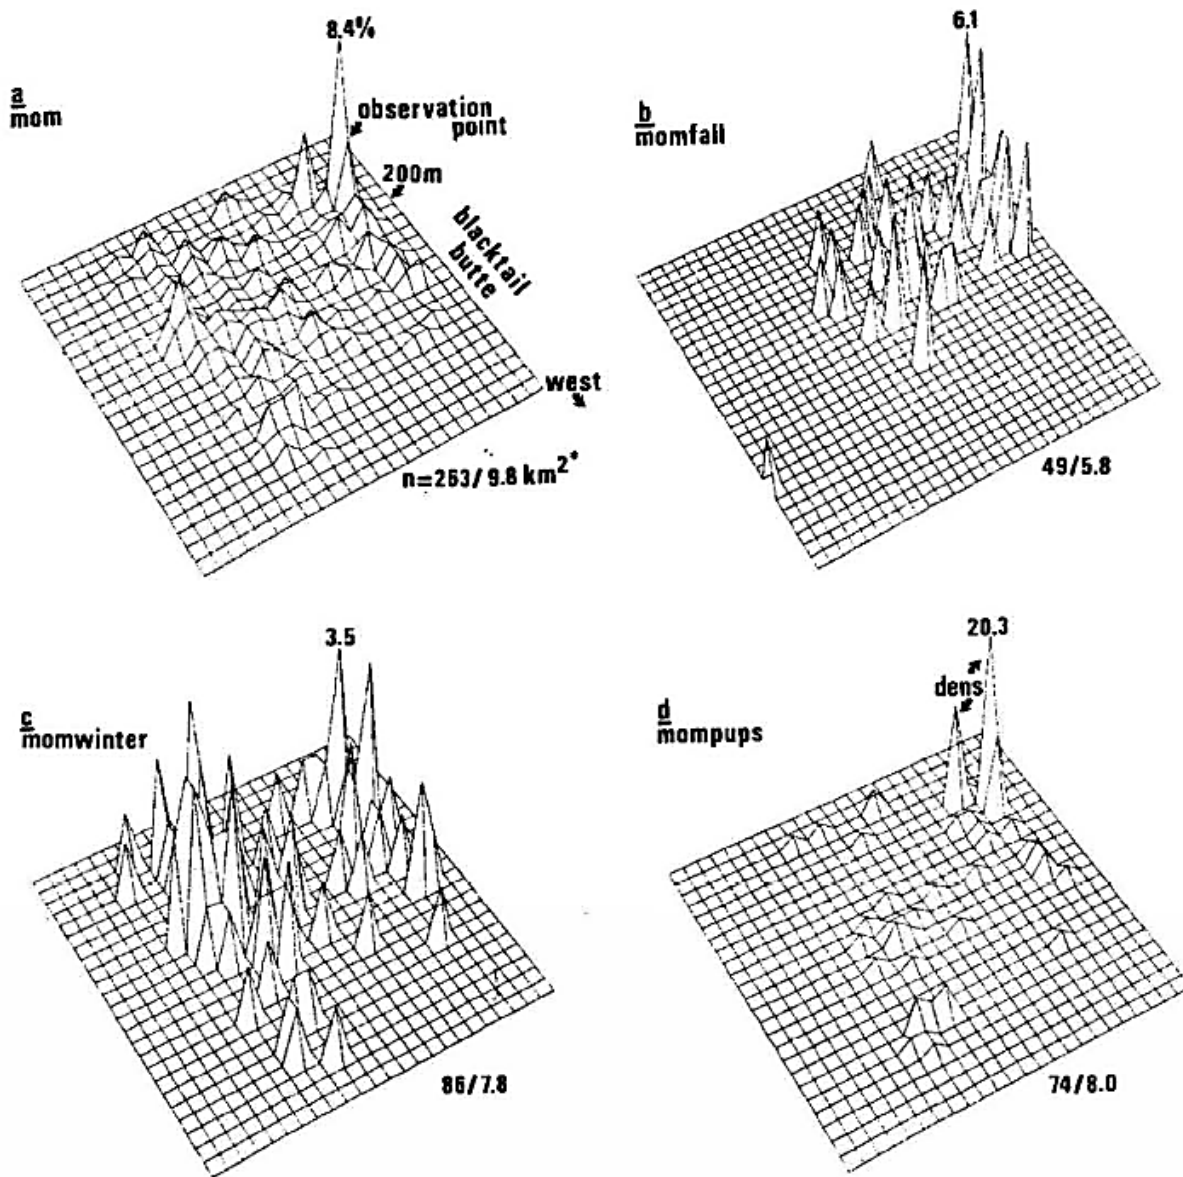 8.4%
a
mom
observation
point
200m
blacktail
butte
west
n=263/9.8 km2*
6.1
b
momfall
49/5.8
3.5
c
momwinter
86/7.8
20.3
dens
d
mompups
74/8.0